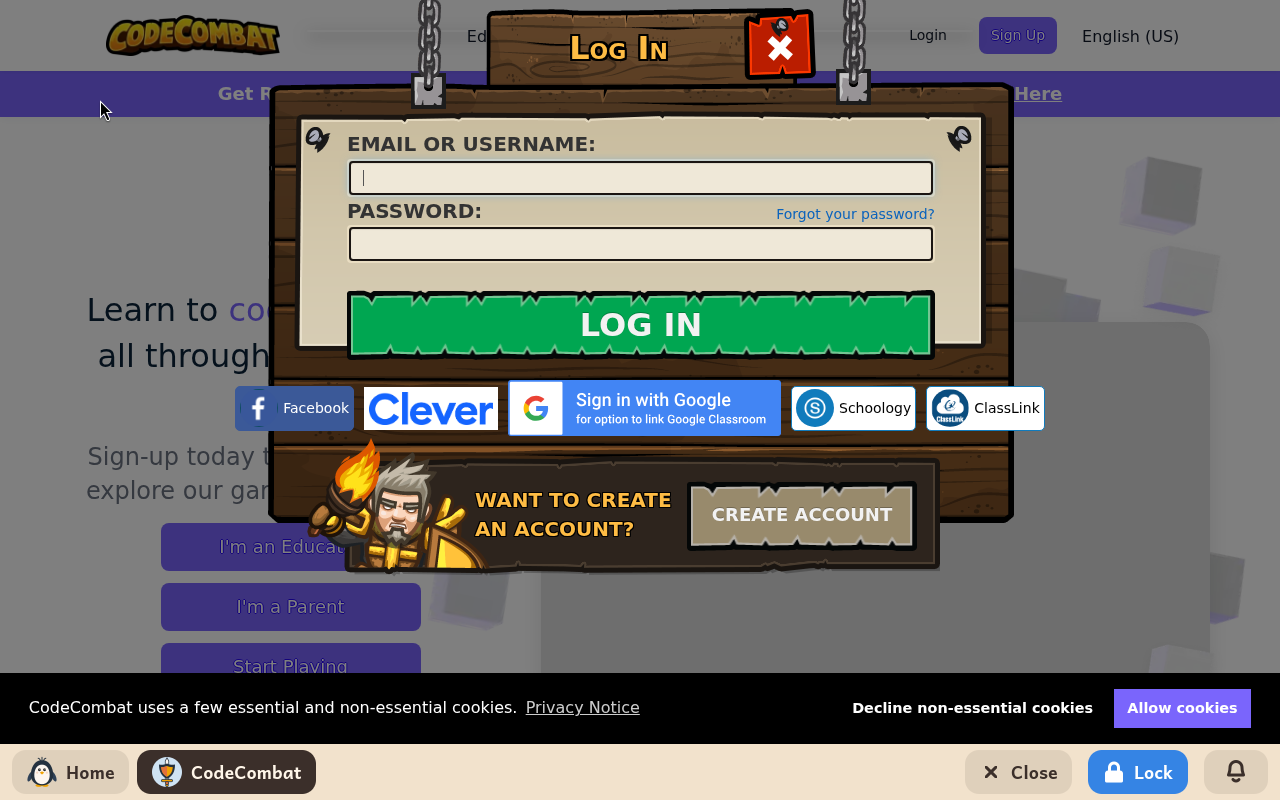 CODECOMBAT
Ed
Login
Sign Up
English (US)
Get R
Here
Log In
EMAIL OR USERNAME:
PASSWORD:
Forgot your password?
LOG IN
Facebook
Clever
Sign in with Google
for option to link Google Classroom
Schoology
ClassLink
WANT TO CREATE
AN ACCOUNT?
CREATE ACCOUNT
Learn to co
all through
Sign-up today t
explore our gar
I'm an Educat
I'm a Parent
Start Playing
CodeCombat uses a few essential and non-essential cookies. Privacy Notice
Decline non-essential cookies
Allow cookies
Home
CodeCombat
Close
Lock